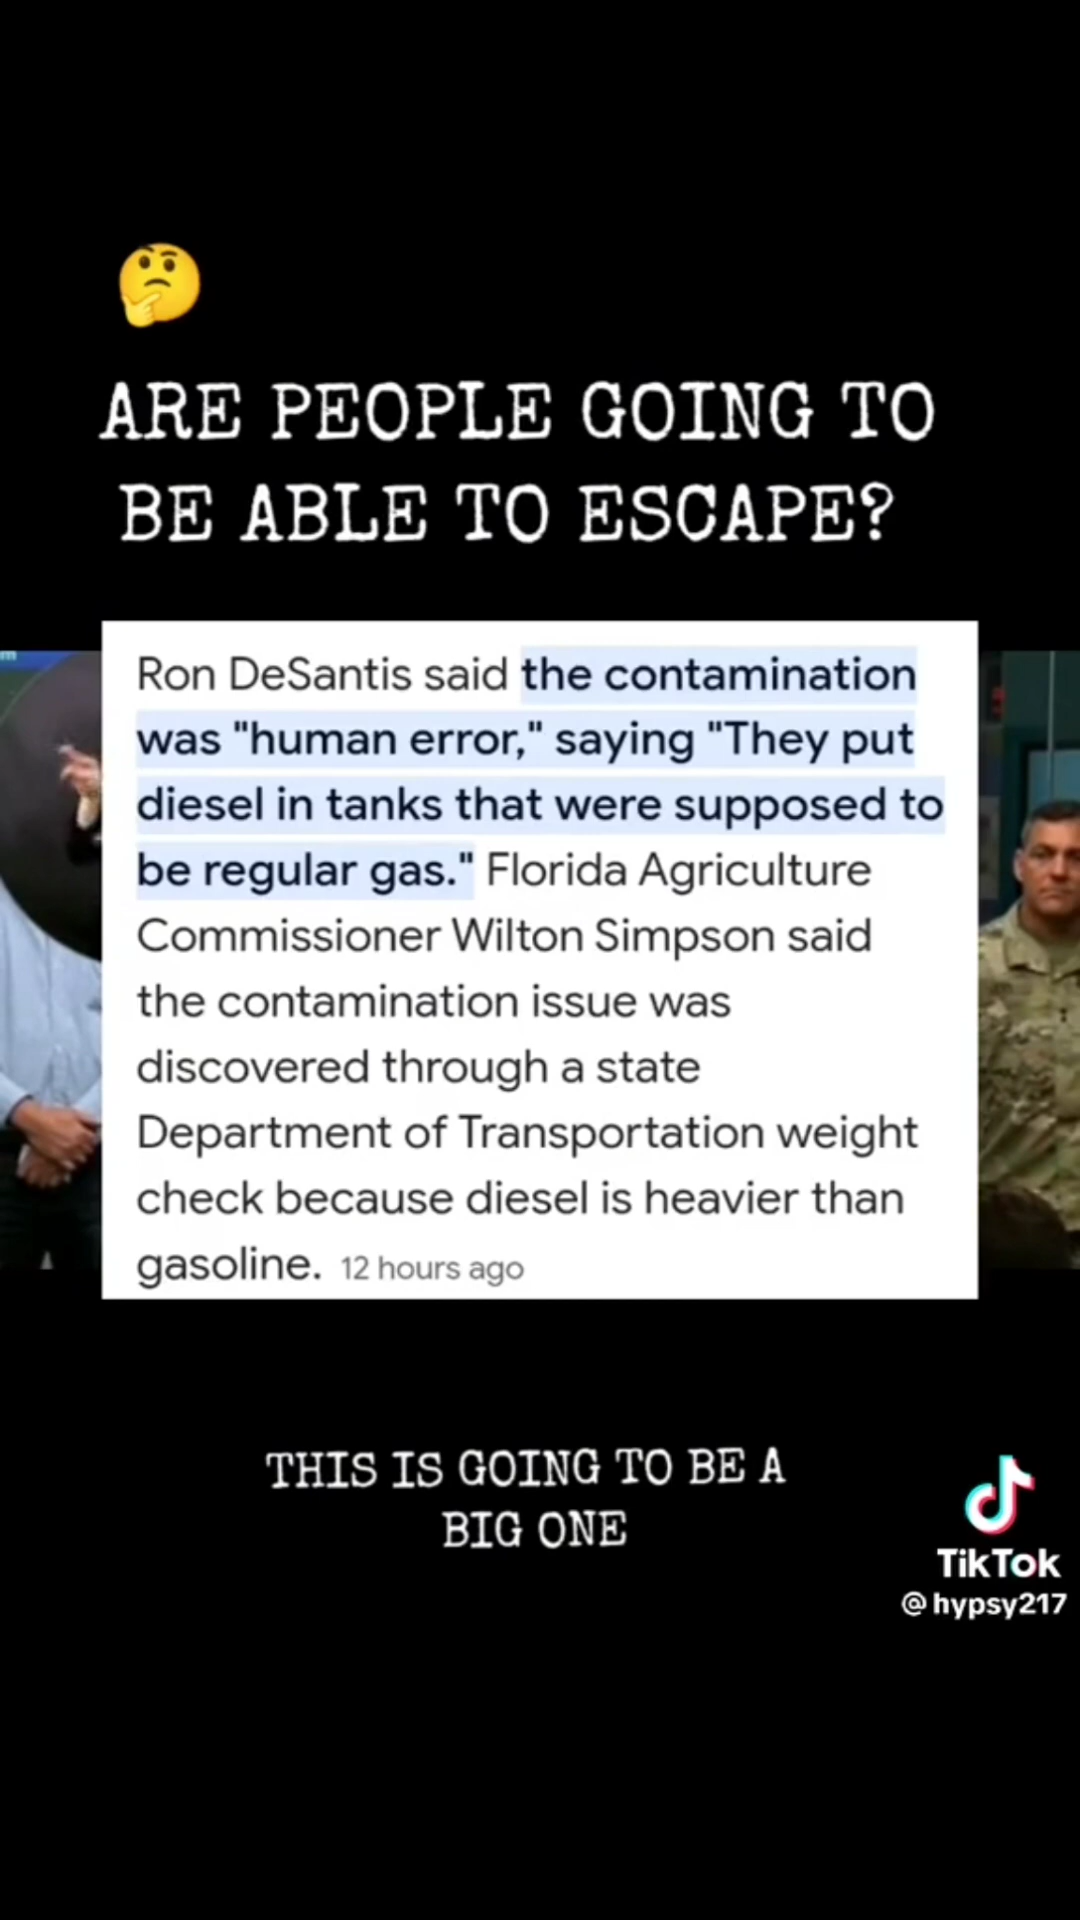 ARE PEOPLE GOING TO
BE ABLE TO ESCAPE?
Ron DeSantis said the contamination
was "human error," saying "They put
diesel in tanks that were supposed to
be regular gas." Florida Agriculture
Commissioner Wilton Simpson said
the contamination issue was
discovered through a state
Department of Transportation weight
check because diesel is heavier than
gasoline. 12 hours ago
THIS IS GOING TO BE A
BIG ONE
TikTok
@hypsy217